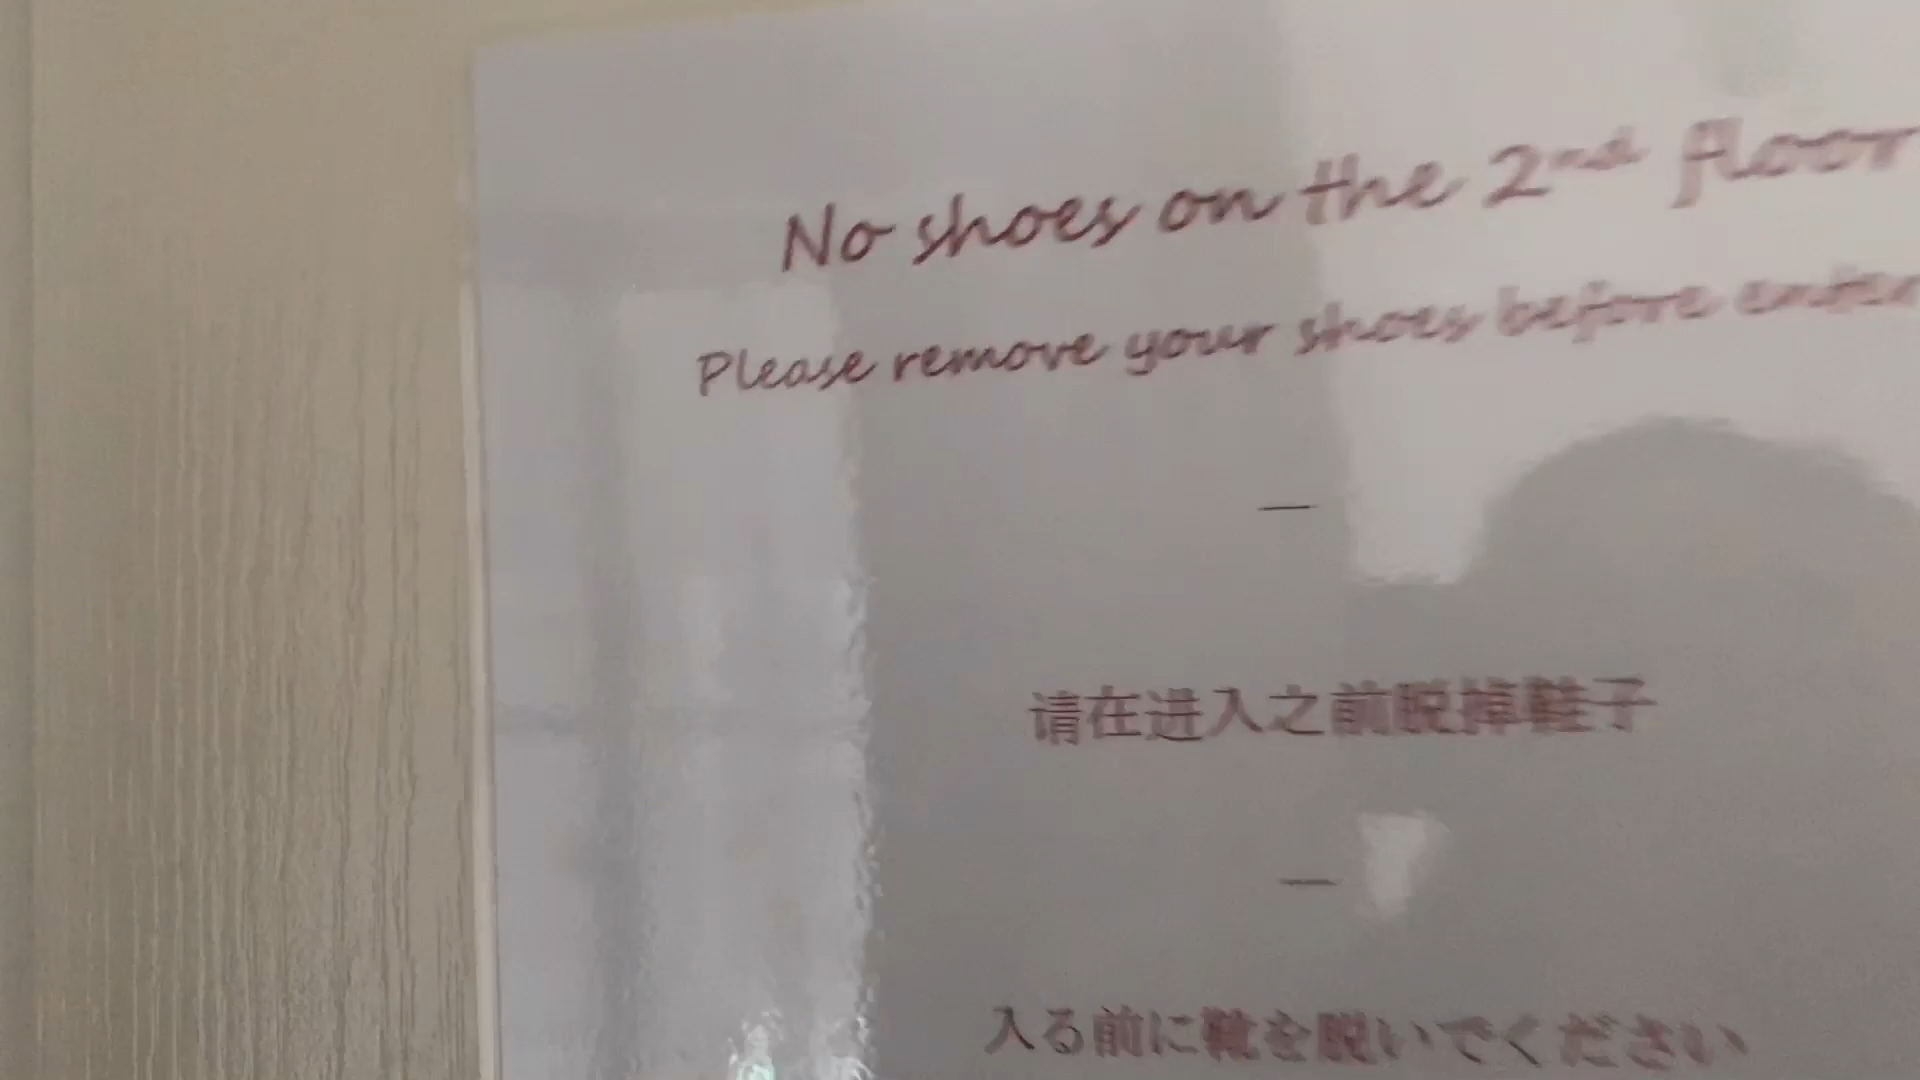 No shoes on the 2nd floor
Please remove your shoes before
—
请在进入之前脱掉鞋子
—
入る前に靴を脱いでください